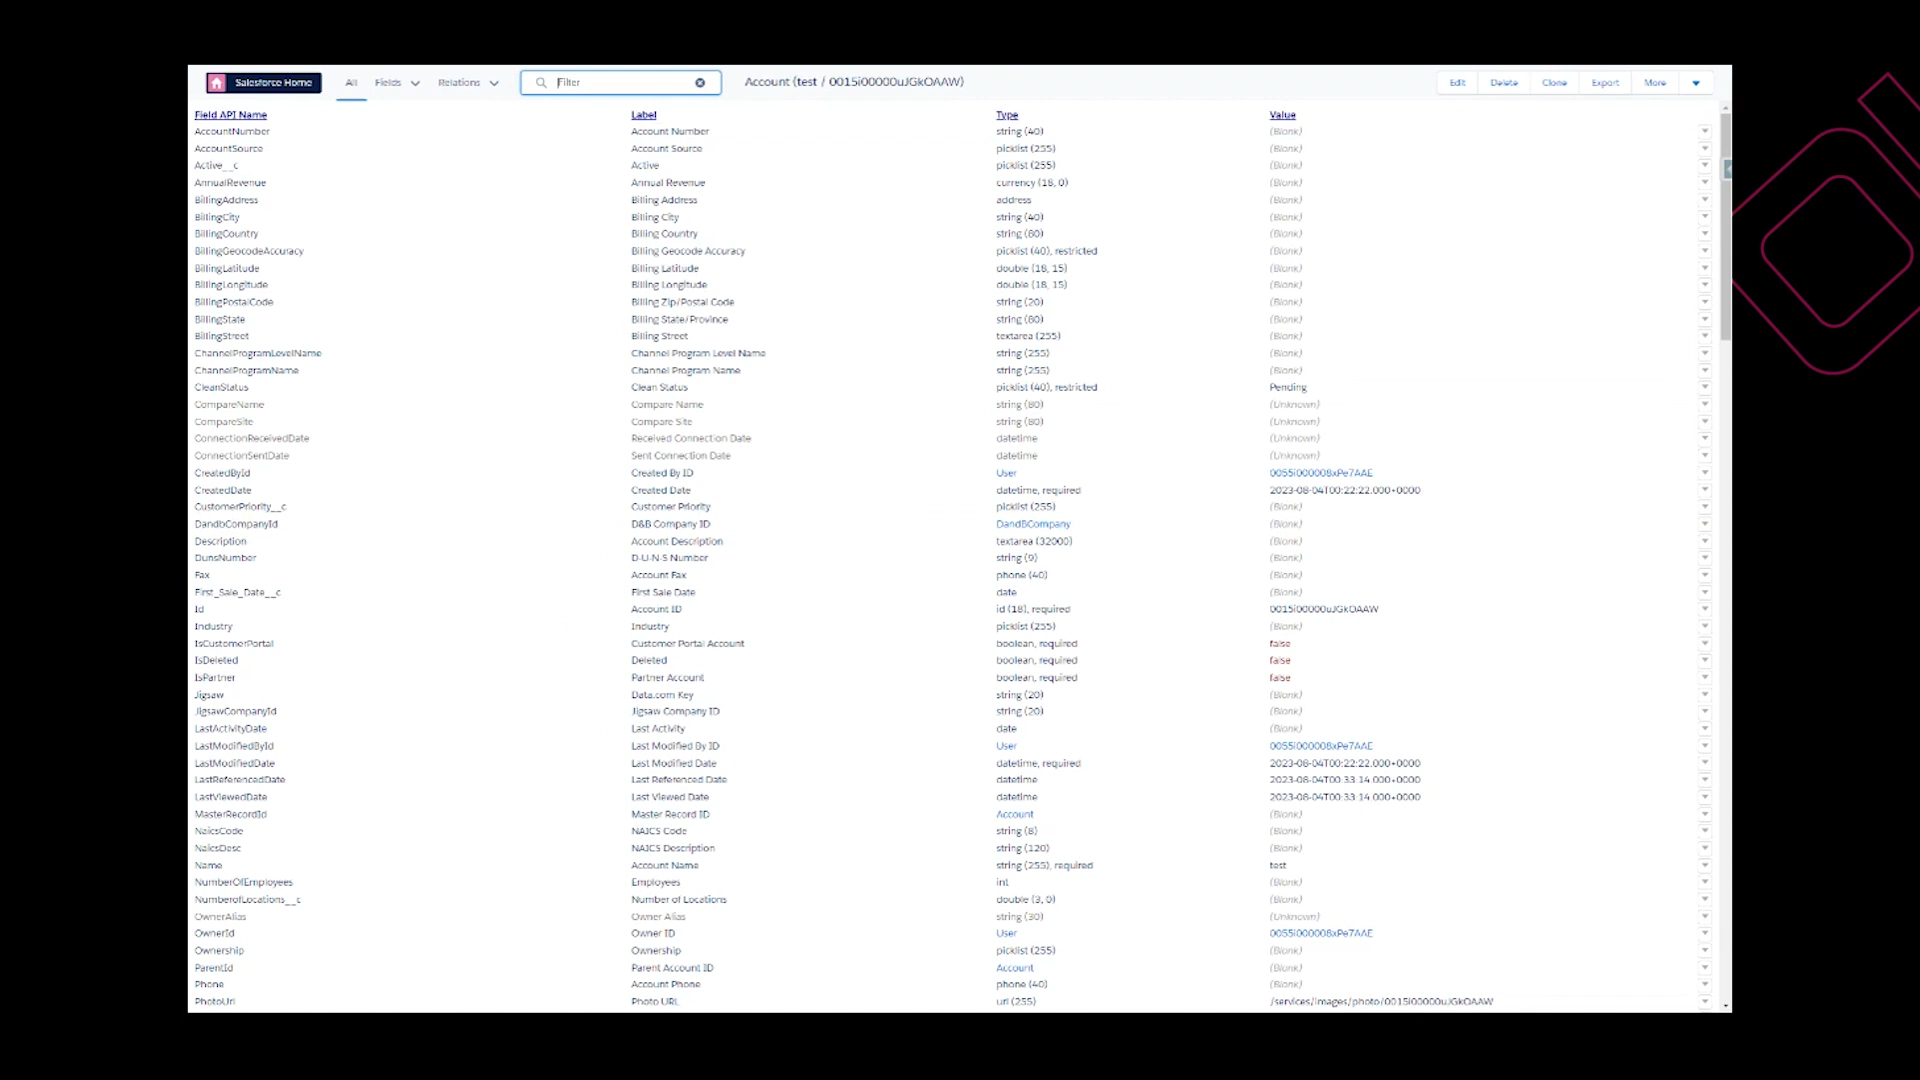 Salesforce Home All Fields Relations Filter Account (test / 0015i00000uJGkOAAW) Edit Delete Clone Export More
Field API Name Label Type Value
AccountNumber Account Number string (40) (Blank)
AccountSource Account Source picklist (255) (Blank)
Active__c Active picklist (255) (Blank)
AnnualRevenue Annual Revenue currency (18, 0) (Blank)
BillingAddress Billing Address address (Blank)
BillingCity Billing City string (40) (Blank)
BillingCountry Billing Country string (80) (Blank)
BillingGeocodeAccuracy Billing Geocode Accuracy picklist (40), restricted (Blank)
BillingLatitude Billing Latitude double (18, 15) (Blank)
BillingLongitude Billing Longitude double (18, 15) (Blank)
BillingPostalCode Billing Zip/Postal Code string (20) (Blank)
BillingState Billing State/Province string (80) (Blank)
BillingStreet Billing Street textarea (255) (Blank)
ChannelProgramLevelName Channel Program Level Name string (255) (Blank)
ChannelProgramName Channel Program Name string (255) (Blank)
CleanStatus Clean Status picklist (40), restricted Pending
CompareName Compare Name string (80) (Unknown)
CompareSite Compare Site string (80) (Unknown)
ConnectionReceivedDate Received Connection Date datetime (Unknown)
ConnectionSentDate Sent Connection Date datetime (Unknown)
CreatedById Created By ID User 0055i000008xPe7AAE
CreatedDate Created Date datetime, required 2023-08-04T00:22:22.000+0000
CustomerPriority__c Customer Priority picklist (255) (Blank)
DandbCompanyId D&B Company ID DandBCompany (Blank)
Description Account Description textarea (32000) (Blank)
DunsNumber D-U-N-S Number string (9) (Blank)
Fax Account Fax phone (40) (Blank)
First_Sale_Date__c First Sale Date date (Blank)
Id Account ID id (18), required 0015i00000uJGkOAAW
Industry Industry picklist (255) (Blank)
IsCustomerPortal Customer Portal Account boolean, required false
IsDeleted Deleted boolean, required false
IsPartner Partner Account boolean, required false
Jigsaw Data.com Key string (20) (Blank)
JigsawCompanyId Jigsaw Company ID string (20) (Blank)
LastActivityDate Last Activity date (Blank)
LastModifiedById Last Modified By ID User 0055i000008xPe7AAE
LastModifiedDate Last Modified Date datetime, required 2023-08-04T00:22:22.000+0000
LastReferencedDate Last Referenced Date datetime 2023-08-04T00:33:14.000+0000
LastViewedDate Last Viewed Date datetime 2023-08-04T00:33:14.000+0000
MasterRecordId Master Record ID Account (Blank)
NaicsCode NAICS Code string (8) (Blank)
NaicsDesc NAICS Description string (120) (Blank)
Name Account Name string (255), required test
NumberOfEmployees Employees int (Blank)
NumberofLocations__c Number of Locations double (3, 0) (Blank)
OwnerAlias Owner Alias string (30) (Unknown)
OwnerId Owner ID User 0055i000008xPe7AAE
Ownership Ownership picklist (255) (Blank)
ParentId Parent Account ID Account (Blank)
Phone Account Phone phone (40) (Blank)
PhotoUrl Photo URL url (255) /services/images/photo/0015i00000uJGkOAAW